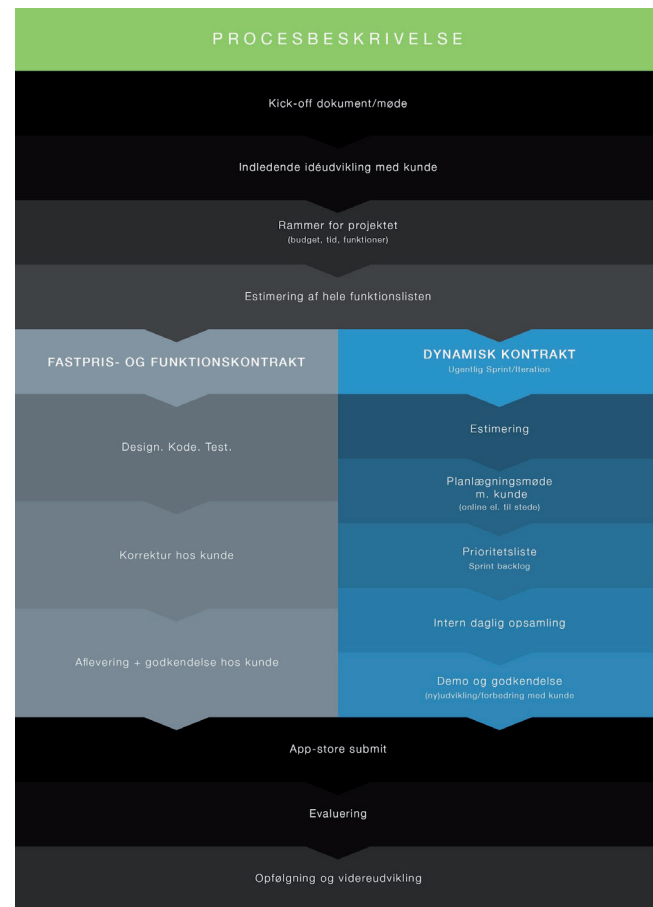 PROCESBESKRIVELSE
Kick-off dokument/møde
Indledende idéudvikling med kunde
Rammer for projektet
(budget, tid, funktioner)
Estimering af hele funktionslisten
FASTPRIS- OG FUNKTIONSKONTRAKT
Design. Kode. Test.
Korrektur hos kunde
Aflevering + godkendelse hos kunde
DYNAMISK KONTRAKT
Ugentlig Sprint/Iteration
Estimering
Planlægningsmøde
m. kunde
(online el. til stede)
Prioritetsliste
Sprint backlog
Intern daglig opsamling
Demo og godkendelse
(ny)udvikling/forbedring med kunde
App-store submit
Evaluering
Opfølgning og videreudvikling